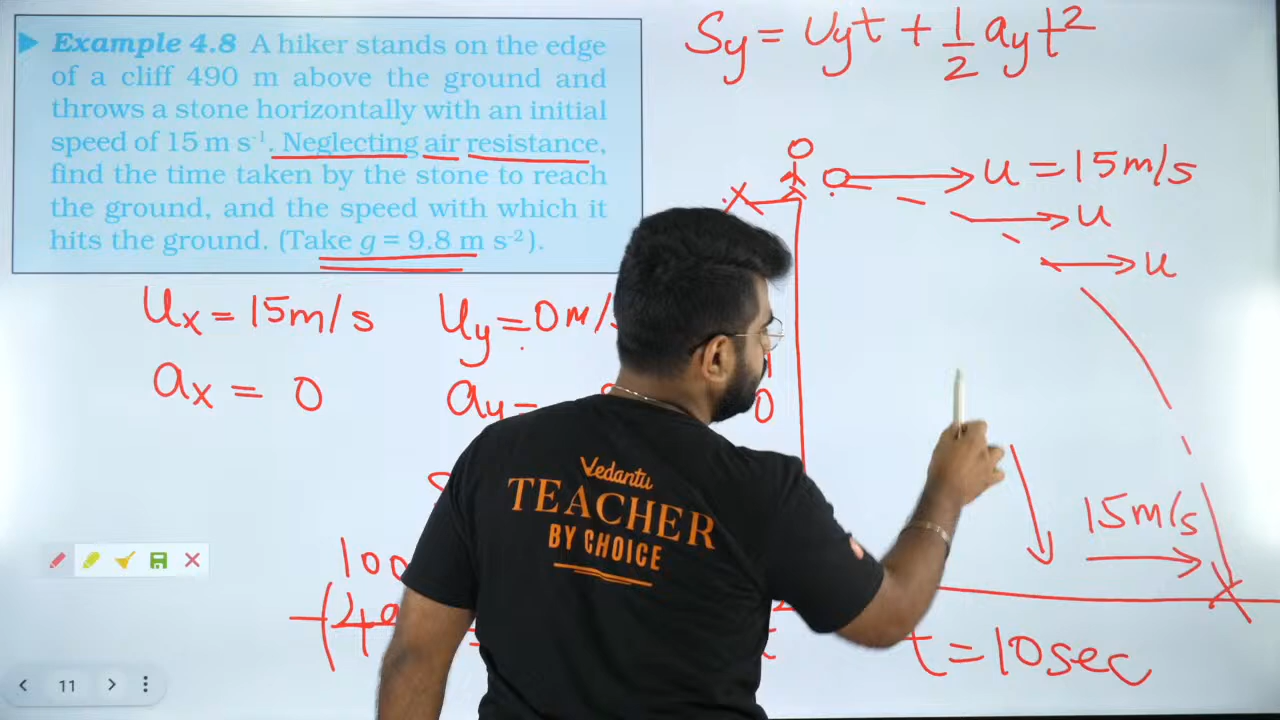 Example 4.8 A hiker stands on the edge
of a cliff 490 m above the ground and
throws a stone horizontally with an initial
speed of 15 m s⁻¹. Neglecting air resistance,
find the time taken by the stone to reach
the ground, and the speed with which it
hits the ground. (Take g = 9.8 m s⁻²).
Sy = Uyt + 1/2 ayt²
u = 15m/s
u
u
Ux = 15m/s
Uy = 0m/s
ax = 0
ay =
0
100
15m/s
t = 10sec
Vedantu
TEACHER
BY CHOICE
11